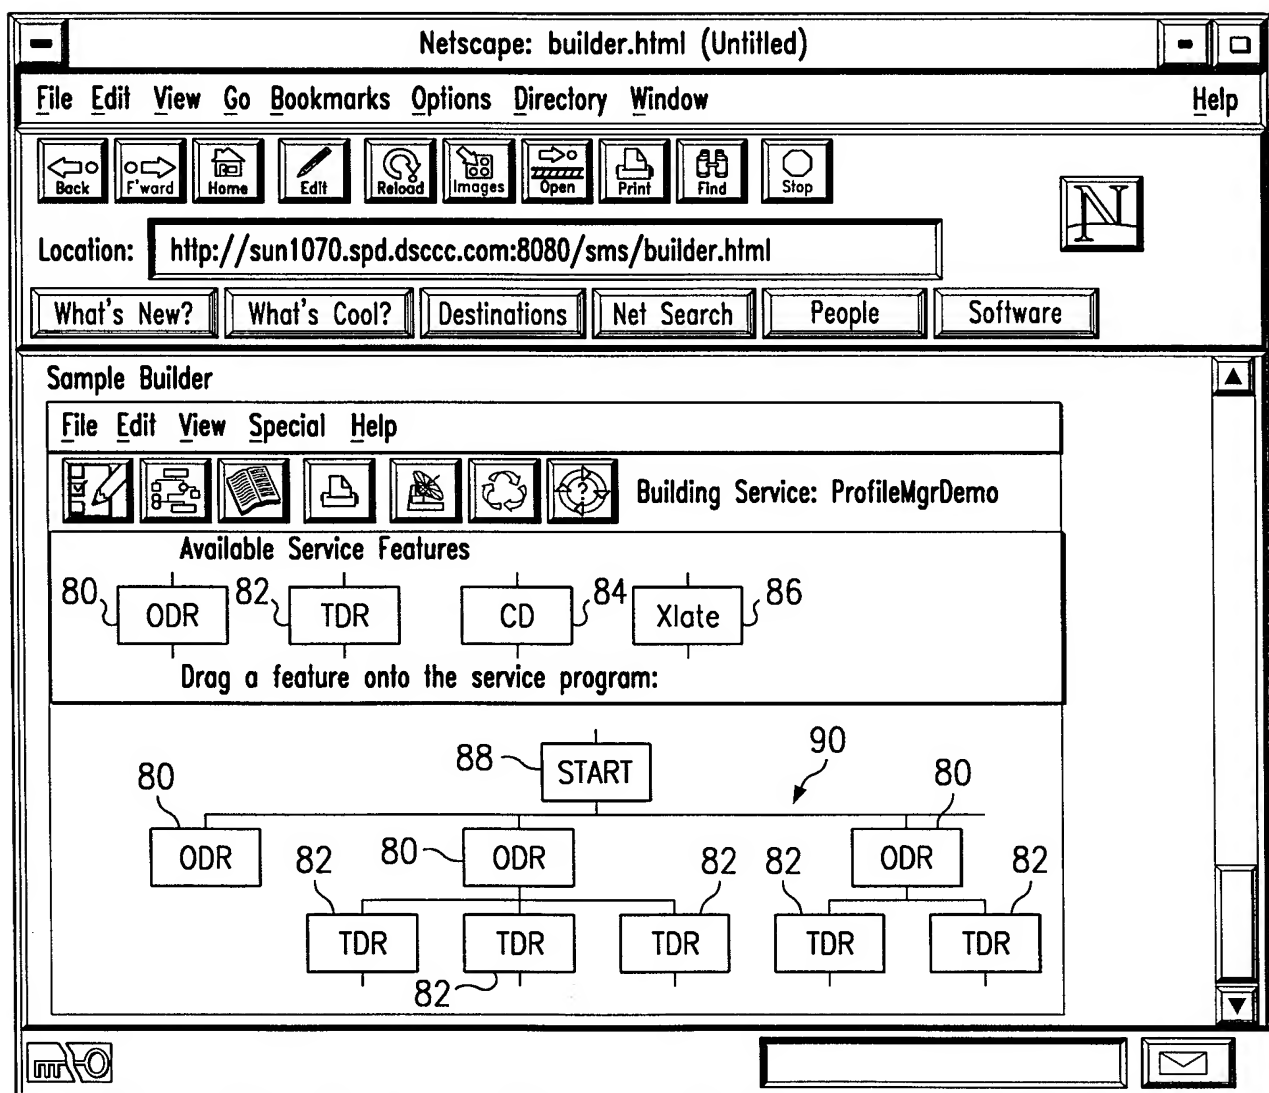 Netscape: builder.html (Untitled)
File Edit View Go Bookmarks Options Directory Window Help
Back F'ward Home Edit Reload Images Open Print Find Stop
N
Location: http://sun1070.spd.dsccc.com:8080/sms/builder.html
What's New? What's Cool? Destinations Net Search People Software
Sample Builder
File Edit View Special Help
? Building Service: ProfileMgrDemo
Available Service Features
80 ODR 82 TDR CD 84 Xlate 86
Drag a feature onto the service program:
88 START 90
80 80
ODR 82 80 ODR 82 82 ODR 82
TDR TDR TDR TDR TDR
82